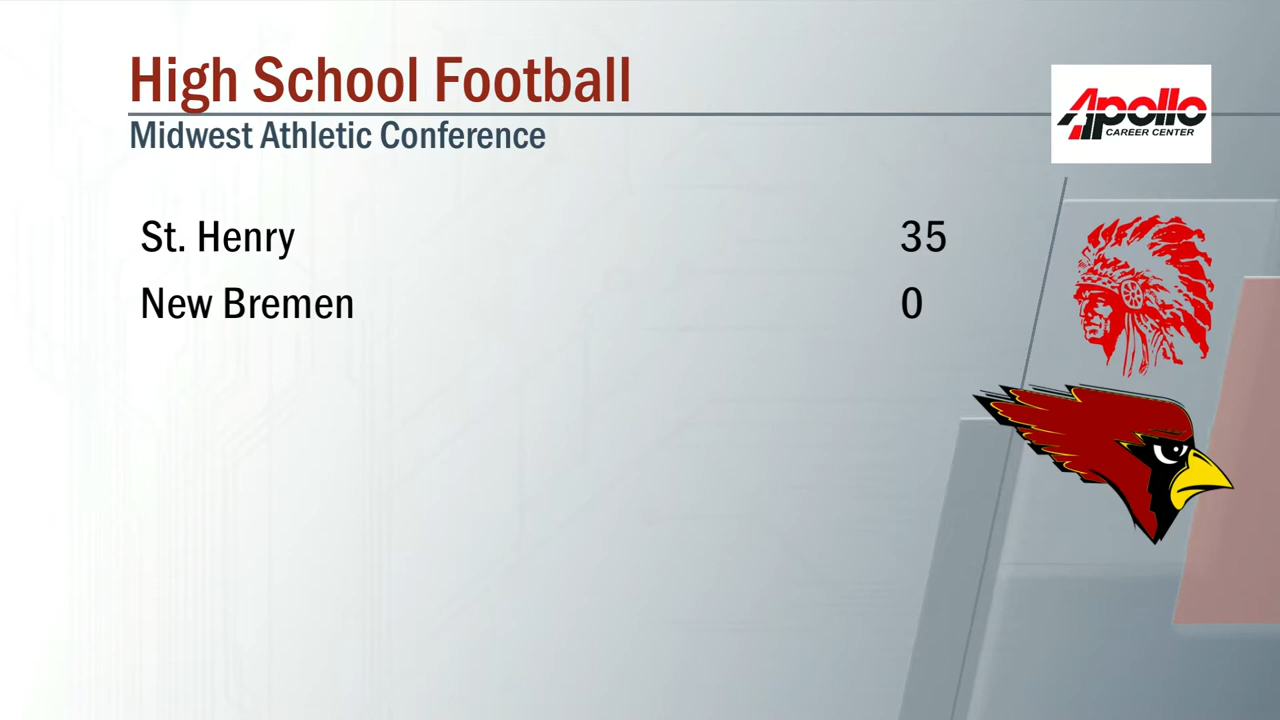 High School Football
Midwest Athletic Conference
Apollo
CAREER CENTER
St. Henry 35
New Bremen 0